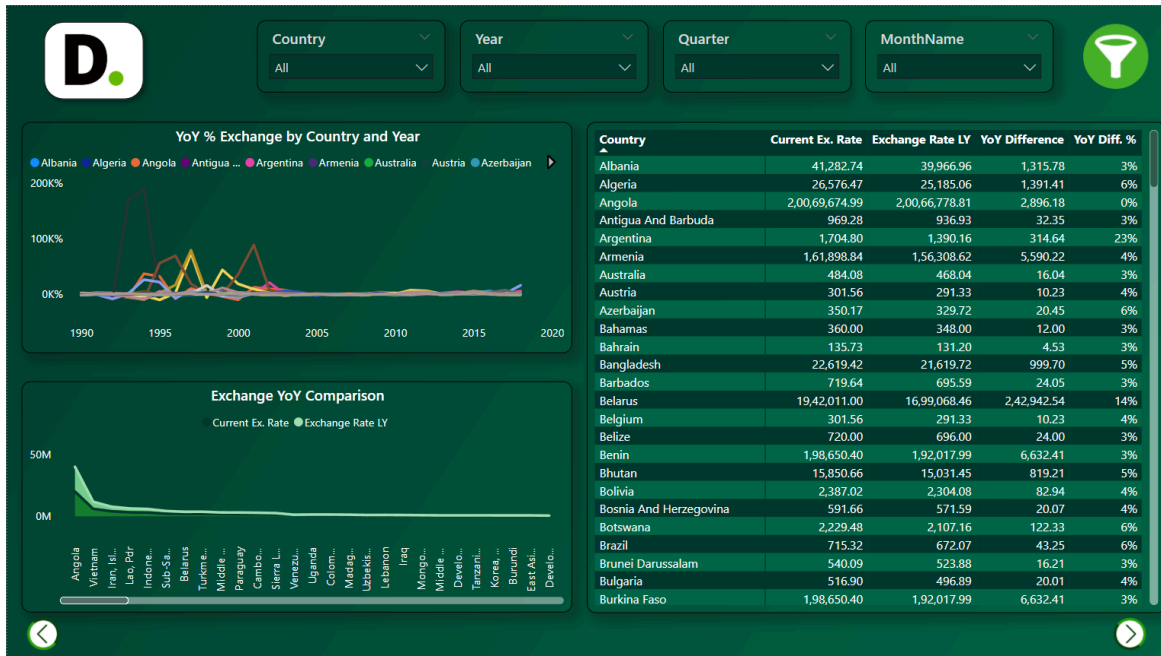 D.
Country Year Quarter MonthName
All All All All
YoY % Exchange by Country and Year
Albania Algeria Angola Antigua ... Argentina Armenia Australia Austria Azerbaijan
200K%
100K%
0K%
1990 1995 2000 2005 2010 2015 2020
Exchange YoY Comparison
Current Ex. Rate Exchange Rate LY
50M
0M
Angola
Vietnam
Iran, Isl...
Lao, Pdr
Indone...
Sub-Sa...
Belarus
Turkme...
Middle ...
Paraguay
Cambo...
Sierra L...
Venezu...
Uganda
Colom...
Madag...
Uzbekis...
Lebanon
Iraq
Mongo...
Middle ...
Develo...
Tanzani...
Korea, ...
Burundi
East Asi...
Develo...
Country Current Ex. Rate Exchange Rate LY YoY Difference YoY Diff. %
Albania 41,282.74 39,966.96 1,315.78 3%
Algeria 26,576.47 25,185.06 1,391.41 6%
Angola 2,00,69,674.99 2,00,66,778.81 2,896.18 0%
Antigua And Barbuda 969.28 936.93 32.35 3%
Argentina 1,704.80 1,390.16 314.64 23%
Armenia 1,61,898.84 1,56,308.62 5,590.22 4%
Australia 484.08 468.04 16.04 3%
Austria 301.56 291.33 10.23 4%
Azerbaijan 350.17 329.72 20.45 6%
Bahamas 360.00 348.00 12.00 3%
Bahrain 135.73 131.20 4.53 3%
Bangladesh 22,619.42 21,619.72 999.70 5%
Barbados 719.64 695.59 24.05 3%
Belarus 19,42,011.00 16,99,068.46 2,42,942.54 14%
Belgium 301.56 291.33 10.23 4%
Belize 720.00 696.00 24.00 3%
Benin 1,98,650.40 1,92,017.99 6,632.41 3%
Bhutan 15,850.66 15,031.45 819.21 5%
Bolivia 2,387.02 2,304.08 82.94 4%
Bosnia And Herzegovina 591.66 571.59 20.07 4%
Botswana 2,229.48 2,107.16 122.33 6%
Brazil 715.32 672.07 43.25 6%
Brunei Darussalam 540.09 523.88 16.21 3%
Bulgaria 516.90 496.89 20.01 4%
Burkina Faso 1,98,650.40 1,92,017.99 6,632.41 3%